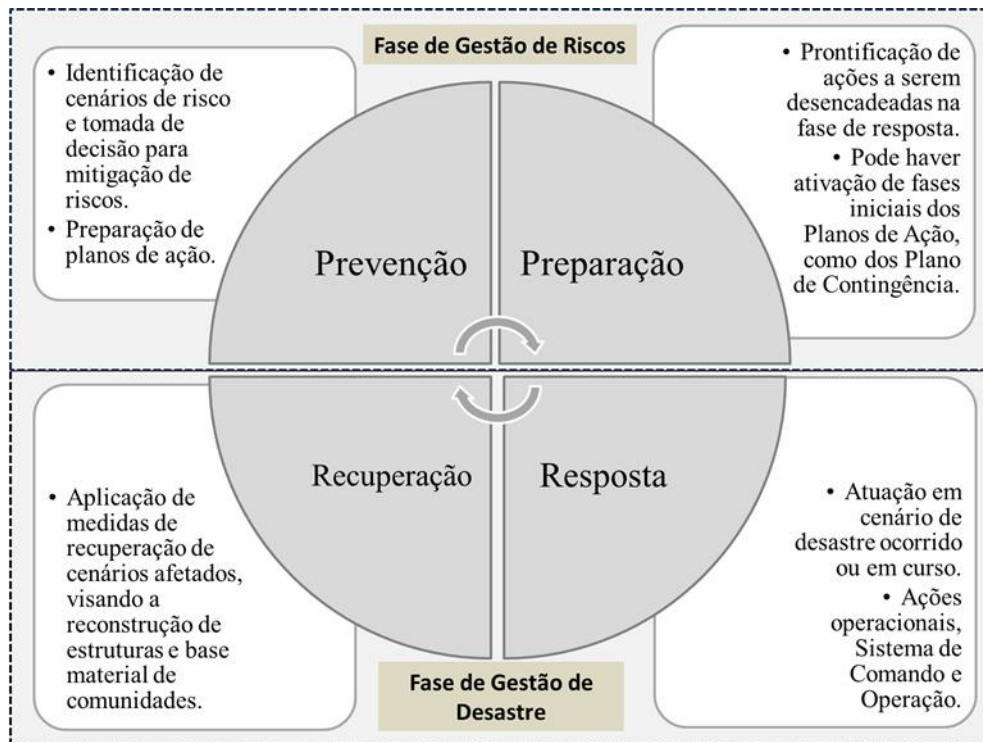 Fase de Gestão de Riscos
• Identificação de
cenários de risco
e tomada de
decisão para
mitigação de
riscos.
• Preparação de
planos de ação.
• Prontificação de
ações a serem
desencadeadas na
fase de resposta.
• Pode haver
ativação de fases
iniciais dos
Planos de Ação,
como dos Plano
de Contingência.
Prevenção
Preparação
Recuperação
Resposta
• Aplicação de
medidas de
recuperação de
cenários afetados,
visando a
reconstrução de
estruturas e base
material de
comunidades.
• Atuação em
cenário de
desastre ocorrido
ou em curso.
• Ações
operacionais,
Sistema de
Comando e
Operação.
Fase de Gestão de
Desastre